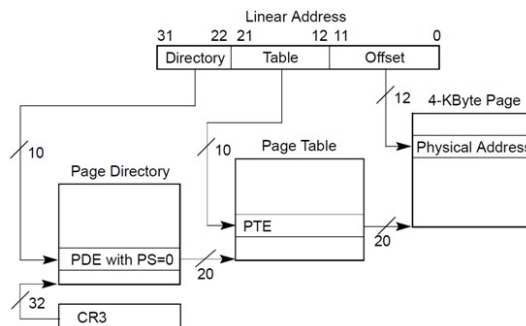 Linear Address
31 22 21 12 11 0
Directory Table Offset
12 4-KByte Page
10 10 Page Table Physical Address
Page Directory
PTE
20
PDE with PS=0
20
32
CR3